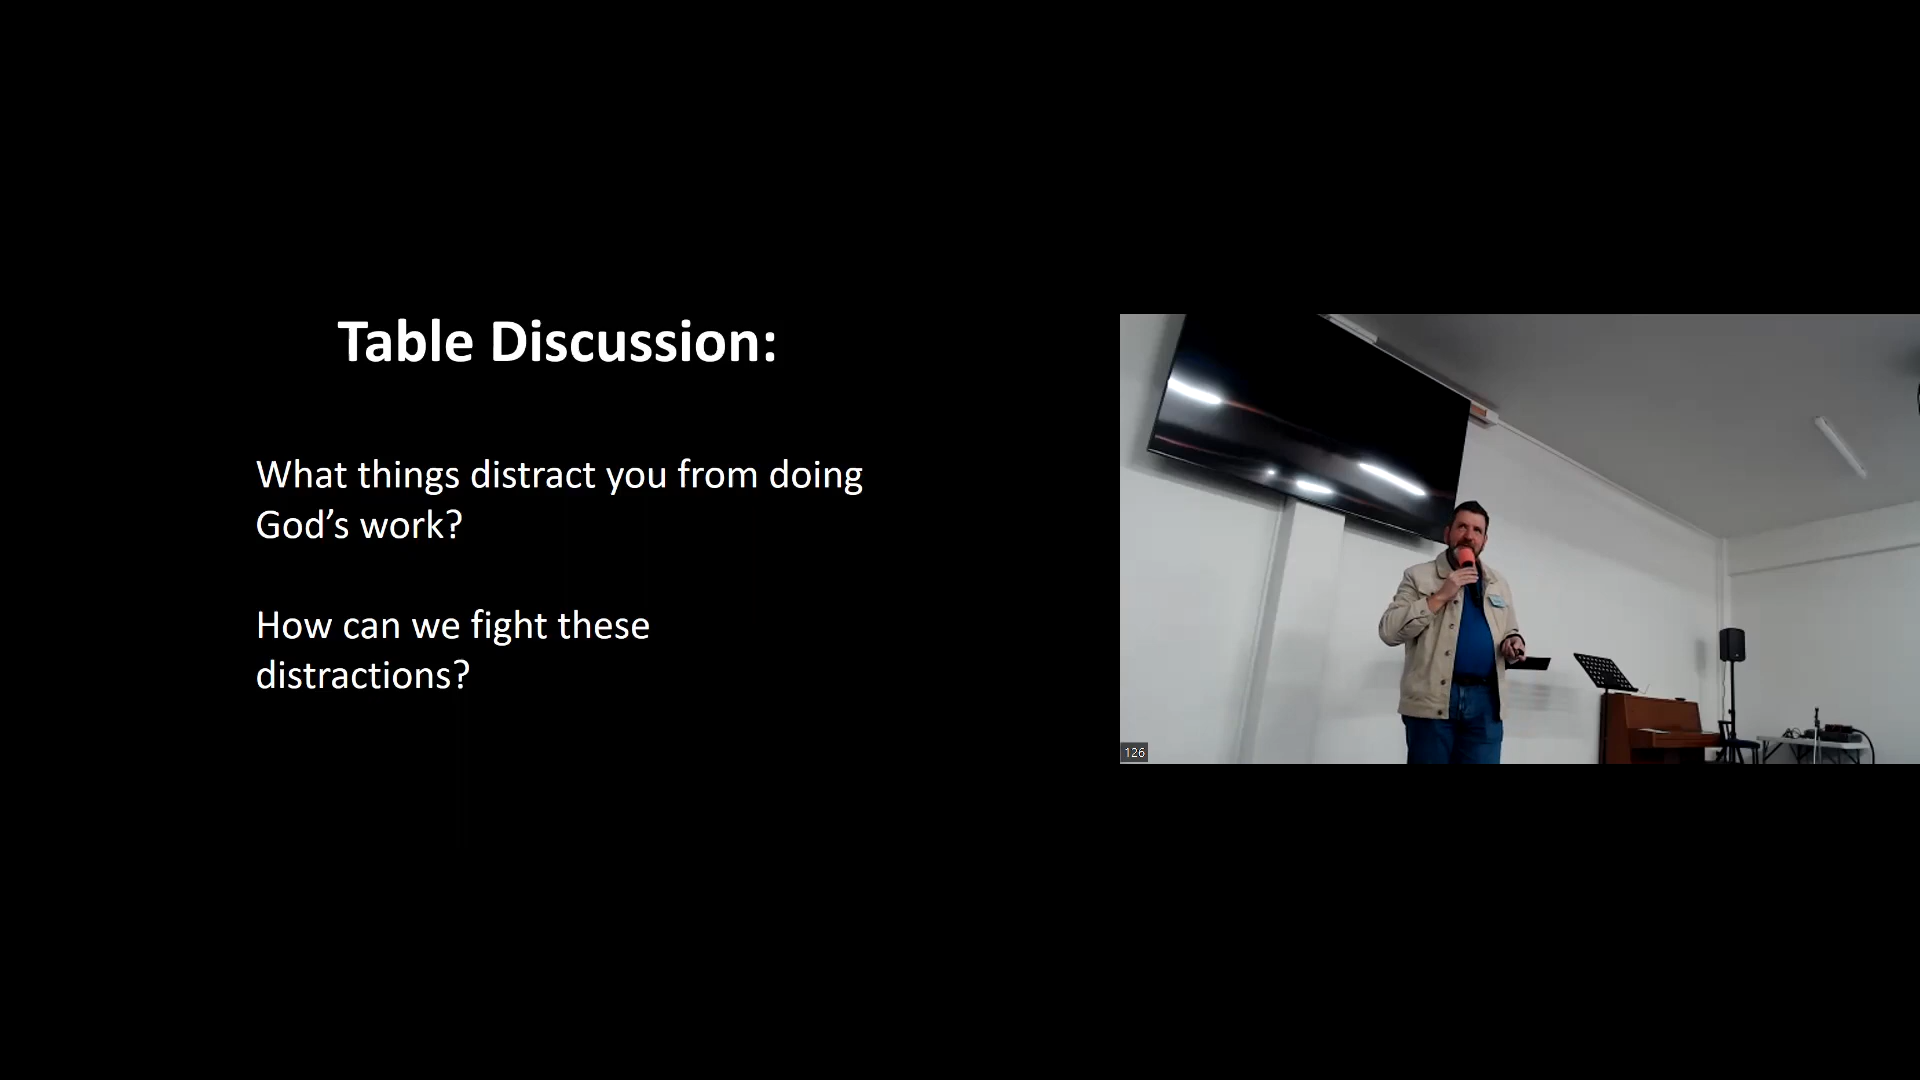 Table Discussion:
What things distract you from doing
God’s work?
How can we fight these
distractions?
126